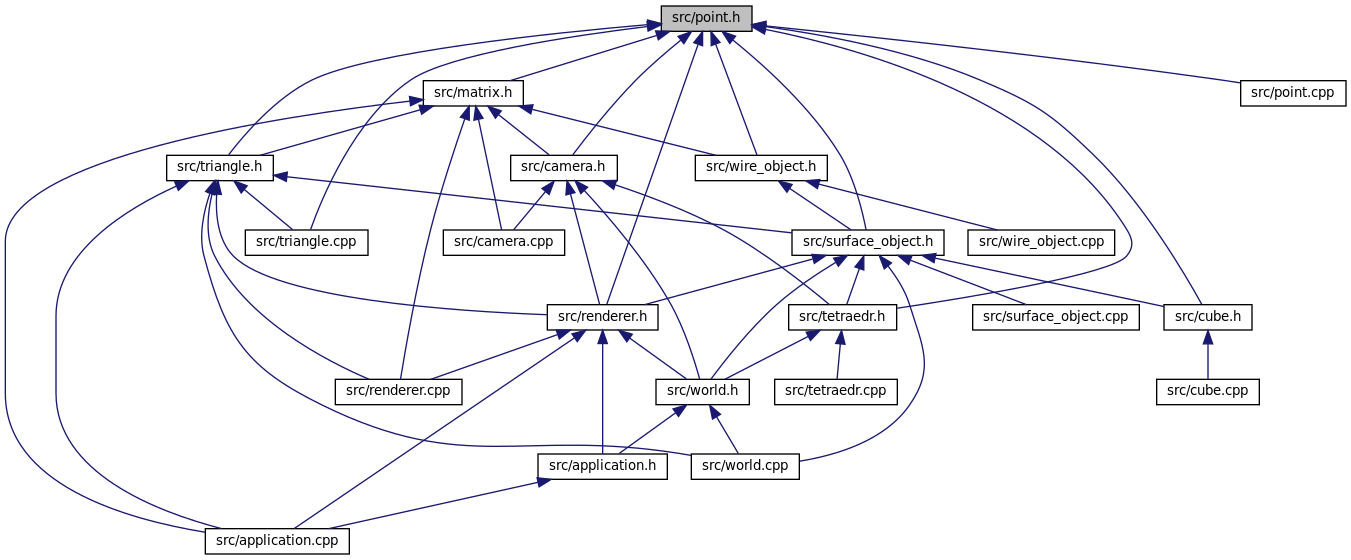 src/point.h
src/matrix.h
src/point.cpp
src/triangle.h
src/camera.h
src/wire_object.h
src/triangle.cpp
src/camera.cpp
src/surface_object.h
src/wire_object.cpp
src/renderer.h
src/tetraedr.h
src/surface_object.cpp
src/cube.h
src/renderer.cpp
src/world.h
src/tetraedr.cpp
src/cube.cpp
src/application.h
src/world.cpp
src/application.cpp